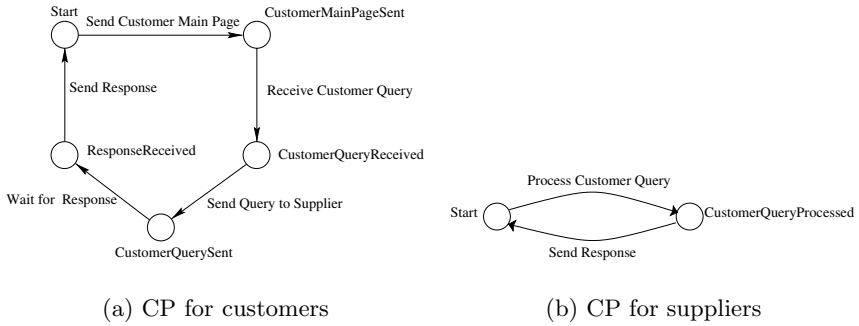 Start
Send Customer Main Page
CustomerMainPageSent
Send Response
Receive Customer Query
ResponseReceived
CustomerQueryReceived
Wait for Response
Send Query to Supplier
CustomerQuerySent
(a) CP for customers
Process Customer Query
Start
CustomerQueryProcessed
Send Response
(b) CP for suppliers